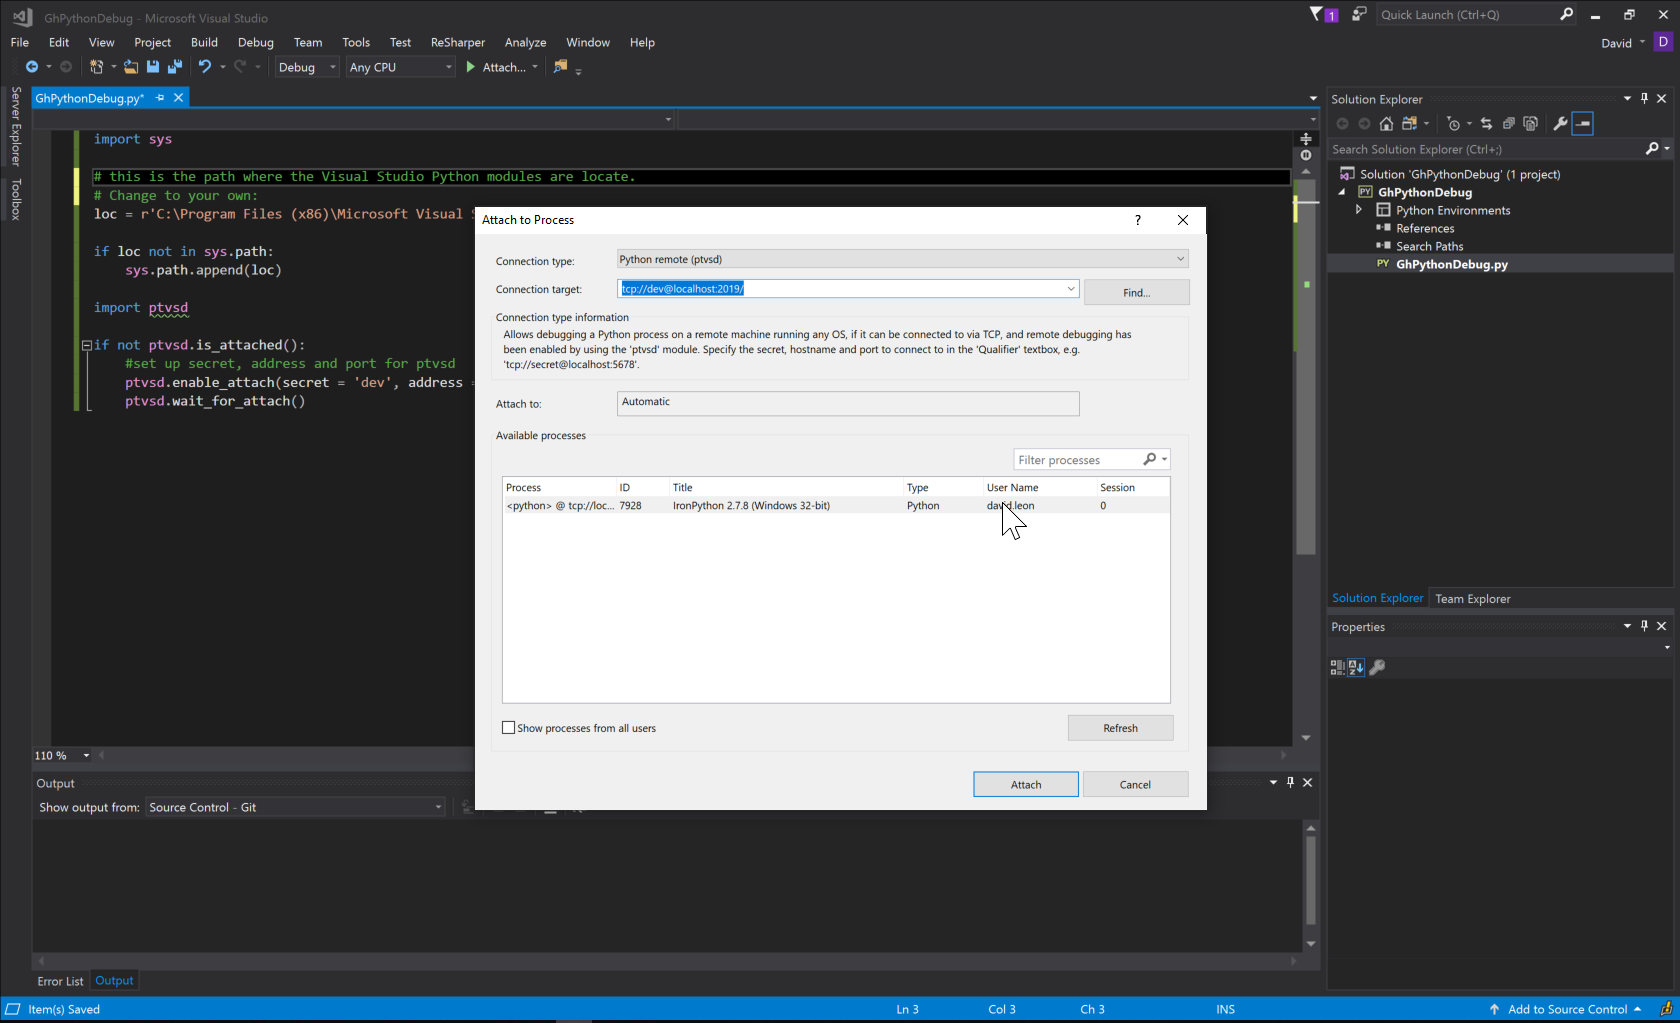 GhPythonDebug - Microsoft Visual Studio
1
Quick Launch (Ctrl+Q)
File Edit View Project Build Debug Team Tools Test ReSharper Analyze Window Help
David D
Debug Any CPU Attach...
Server Explorer
Toolbox
GhPythonDebug.py*
import sys
# this is the path where the Visual Studio Python modules are locate.
# Change to your own:
loc = r'C:\Program Files (x86)\Microsoft Visual
if loc not in sys.path:
sys.path.append(loc)
import ptvsd
if not ptvsd.is_attached():
#set up secret, address and port for ptvsd
ptvsd.enable_attach(secret = 'dev', address =
ptvsd.wait_for_attach()
110 %
Attach to Process
?
Connection type: Python remote (ptvsd)
Connection target: tcp://dev@localhost:2019/ Find...
Connection type information
Allows debugging a Python process on a remote machine running any OS, if it can be connected to via TCP, and remote debugging has
been enabled by using the 'ptvsd' module. Specify the secret, hostname and port to connect to in the 'Qualifier' textbox, e.g.
'tcp://secret@localhost:5678'.
Attach to: Automatic
Available processes
Filter processes
Process ID Title Type User Name Session
<python> @ tcp://loc... 7928 IronPython 2.7.8 (Windows 32-bit) Python david.leon 0
Show processes from all users Refresh
Attach Cancel
Solution Explorer
Search Solution Explorer (Ctrl+;)
Solution 'GhPythonDebug' (1 project)
PY GhPythonDebug
Python Environments
References
Search Paths
PY GhPythonDebug.py
Solution Explorer Team Explorer
Properties
Output
Show output from: Source Control - Git
Error List Output
Item(s) Saved Ln 3 Col 3 Ch 3 INS Add to Source Control